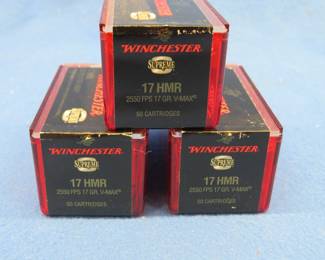 WINCHESTER
SUPREME
17 HMR
2550 FPS 17 GR. V-MAX®
50 CARTRIDGES
WINCHESTER
SUPREME
17 HMR
2550 FPS 17 GR. V-MAX®
50 CARTRIDGES
WINCHESTER
SUPREME
17 HMR
2550 FPS 17 GR. V-MAX®
50 CARTRIDGES